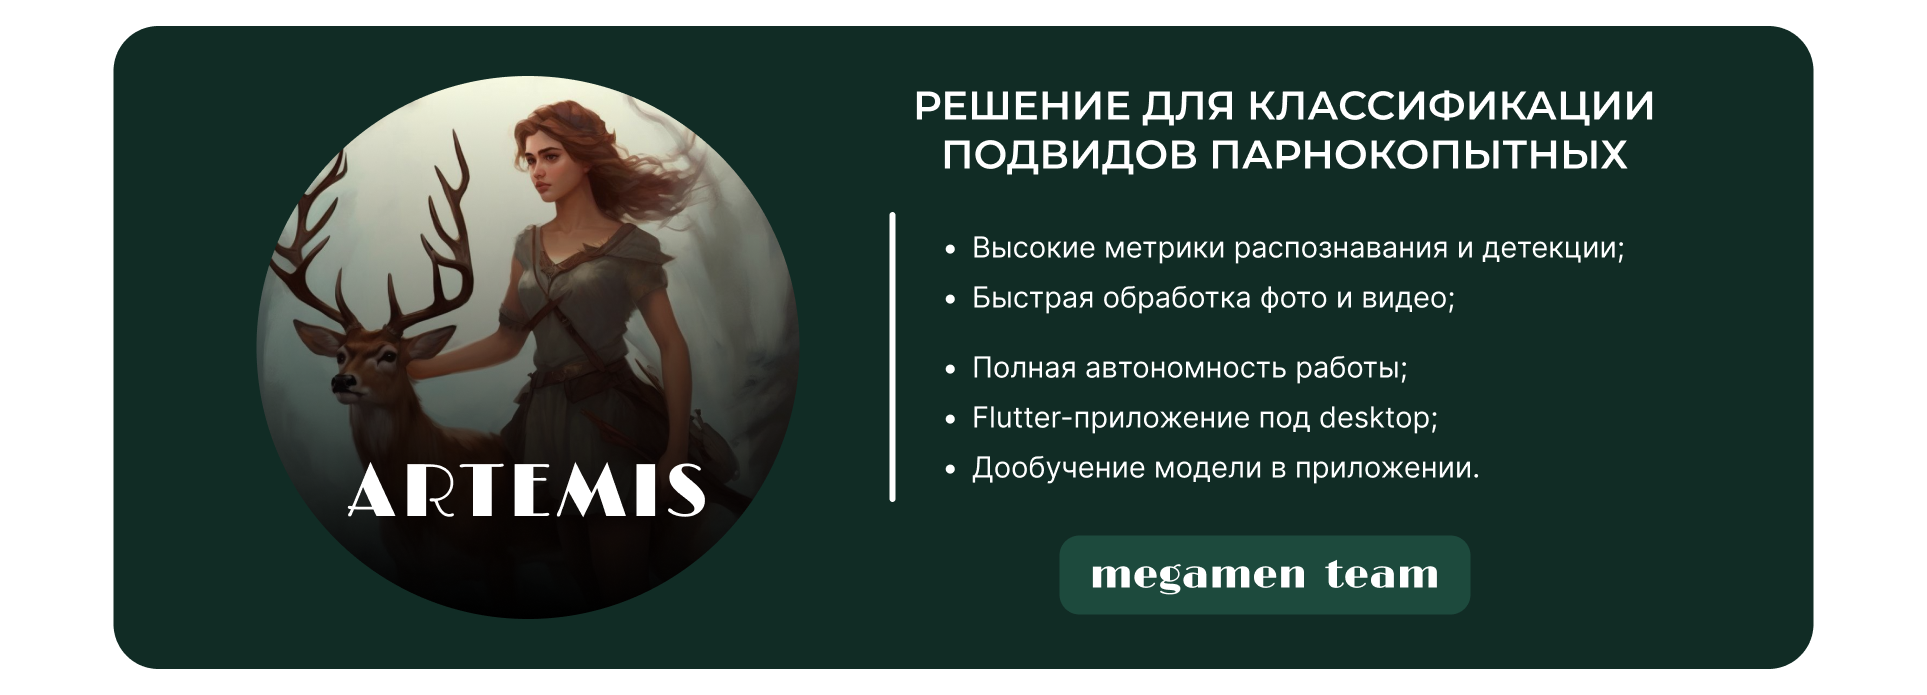 ARTEMIS
РЕШЕНИЕ ДЛЯ КЛАССИФИКАЦИИ
ПОДВИДОВ ПАРНОКОПЫТНЫХ
• Высокие метрики распознавания и детекции;
• Быстрая обработка фото и видео;
• Полная автономность работы;
• Flutter-приложение под desktop;
• Дообучение модели в приложении.
megamen team